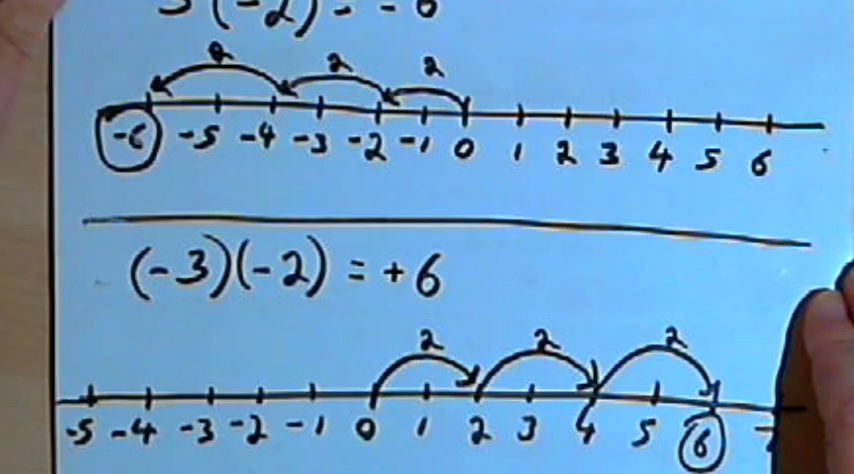 3(-2) = -6
2 2 2
-6 -5 -4 -3 -2 -1 0 1 2 3 4 5 6
(-3)(-2) = +6
2 2 2
-5 -4 -3 -2 -1 0 1 2 3 4 5 6 7